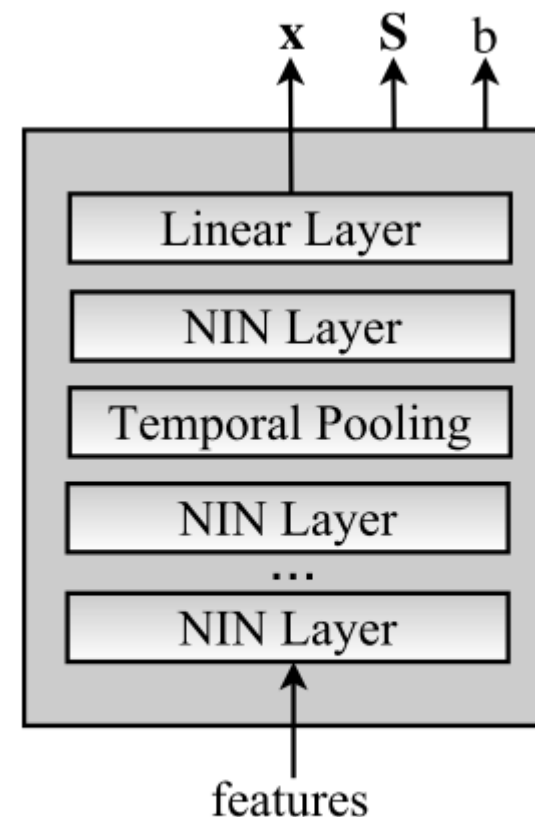 x S b
Linear Layer
NIN Layer
Temporal Pooling
NIN Layer
...
NIN Layer
features